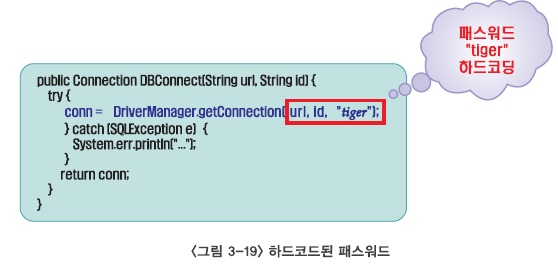 패스워드
"tiger"
하드코딩
public Connection DBConnect(String url, String id) {
try {
conn = DriverManager.getConnection(url, id, "tiger");
} catch (SQLException e) {
System.err.println("...");
}
return conn;
}
}
<그림 3-19> 하드코드된 패스워드